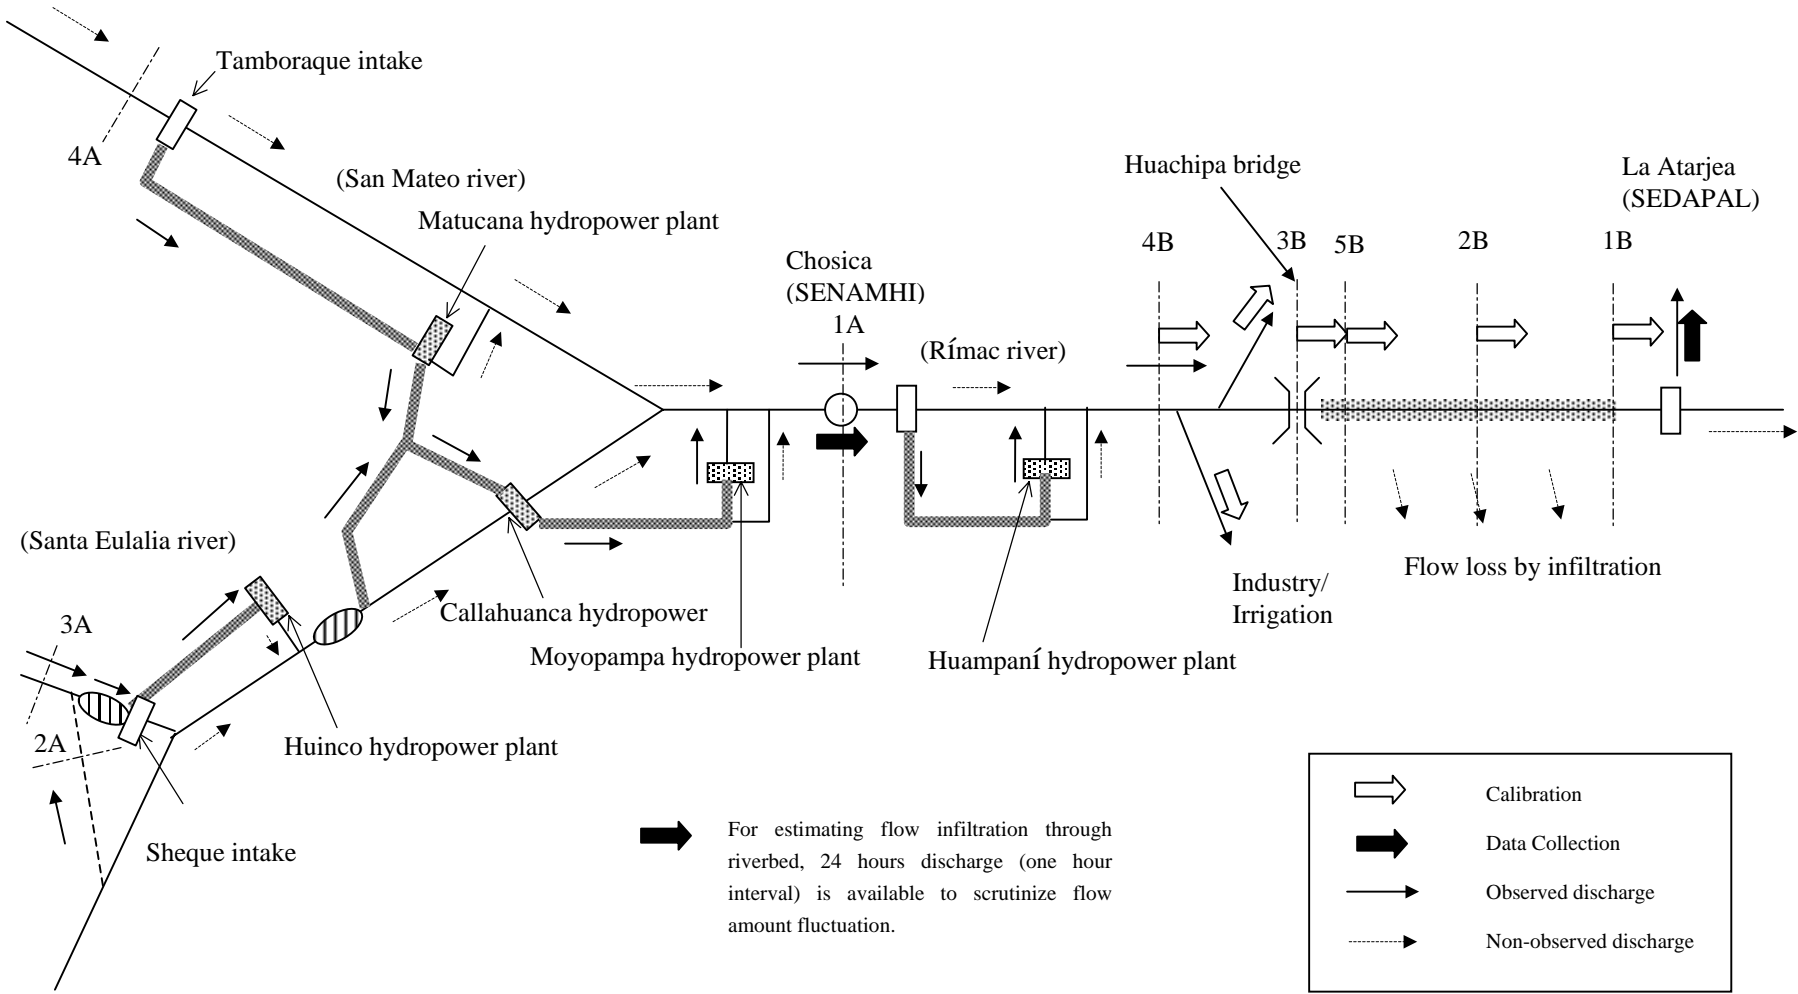 Tamboraque intake
4A
(San Mateo river)
Matucana hydropower plant
Chosica
(SENAMHI)
1A
(Rímac river)
Huachipa bridge
4B
3B
5B
2B
1B
La Atarjea
(SEDAPAL)
(Santa Eulalia river)
3A
2A
Sheque intake
Huinco hydropower plant
Callahuanca hydropower
Moyopampa hydropower plant
Huampaní hydropower plant
Industry/
Irrigation
Flow loss by infiltration
For estimating flow infiltration through
riverbed, 24 hours discharge (one hour
interval) is available to scrutinize flow
amount fluctuation.
Calibration
Data Collection
Observed discharge
Non-observed discharge